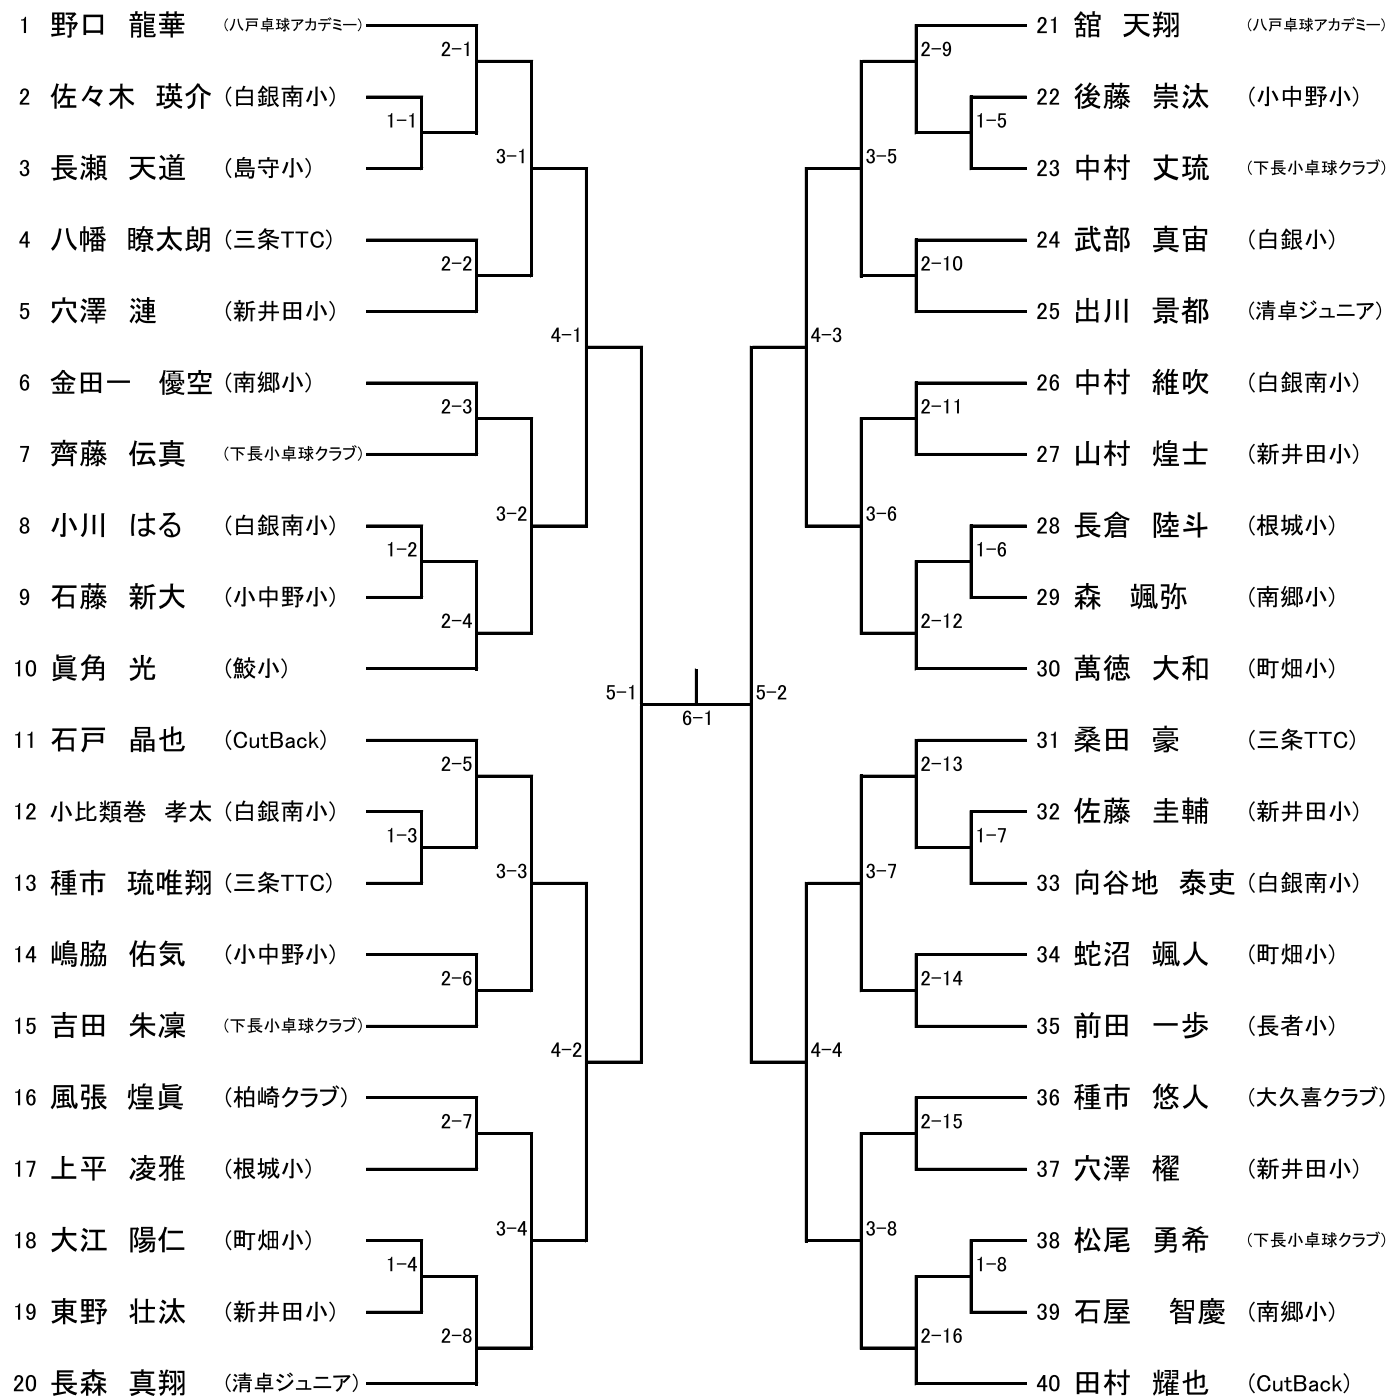 1 野口 龍華 (八戸卓球アカデミー)
2-1
2 佐々木 瑛介 (白銀南小)
1-1
3 長瀬 天道 (島守小)
3-1
4 八幡 瞭太朗 (三条TTC)
2-2
5 穴澤 漣 (新井田小)
4-1
6 金田一 優空 (南郷小)
2-3
7 齊藤 伝真 (下長小卓球クラブ)
3-2
8 小川 はる (白銀南小)
1-2
9 石藤 新大 (小中野小)
2-4
10 眞角 光 (鮫小)
5-1
11 石戸 晶也 (CutBack)
2-5
12 小比類巻 孝太 (白銀南小)
1-3
13 種市 琉唯翔 (三条TTC)
3-3
14 嶋脇 佑気 (小中野小)
2-6
15 吉田 朱凜 (下長小卓球クラブ)
4-2
16 風張 煌眞 (柏崎クラブ)
2-7
17 上平 凌雅 (根城小)
3-4
18 大江 陽仁 (町畑小)
1-4
19 東野 壮汰 (新井田小)
2-8
20 長森 真翔 (清卓ジュニア)
6-1
21 舘 天翔 (八戸卓球アカデミー)
2-9
22 後藤 崇汰 (小中野小)
1-5
23 中村 丈琉 (下長小卓球クラブ)
3-5
24 武部 真宙 (白銀小)
2-10
25 出川 景都 (清卓ジュニア)
4-3
26 中村 維吹 (白銀南小)
2-11
27 山村 煌士 (新井田小)
3-6
28 長倉 陸斗 (根城小)
1-6
29 森 颯弥 (南郷小)
2-12
30 萬徳 大和 (町畑小)
5-2
31 桑田 豪 (三条TTC)
2-13
32 佐藤 圭輔 (新井田小)
1-7
33 向谷地 泰吏 (白銀南小)
3-7
34 蛇沼 颯人 (町畑小)
2-14
35 前田 一歩 (長者小)
4-4
36 種市 悠人 (大久喜クラブ)
2-15
37 穴澤 櫂 (新井田小)
3-8
38 松尾 勇希 (下長小卓球クラブ)
1-8
39 石屋 智慶 (南郷小)
2-16
40 田村 耀也 (CutBack)